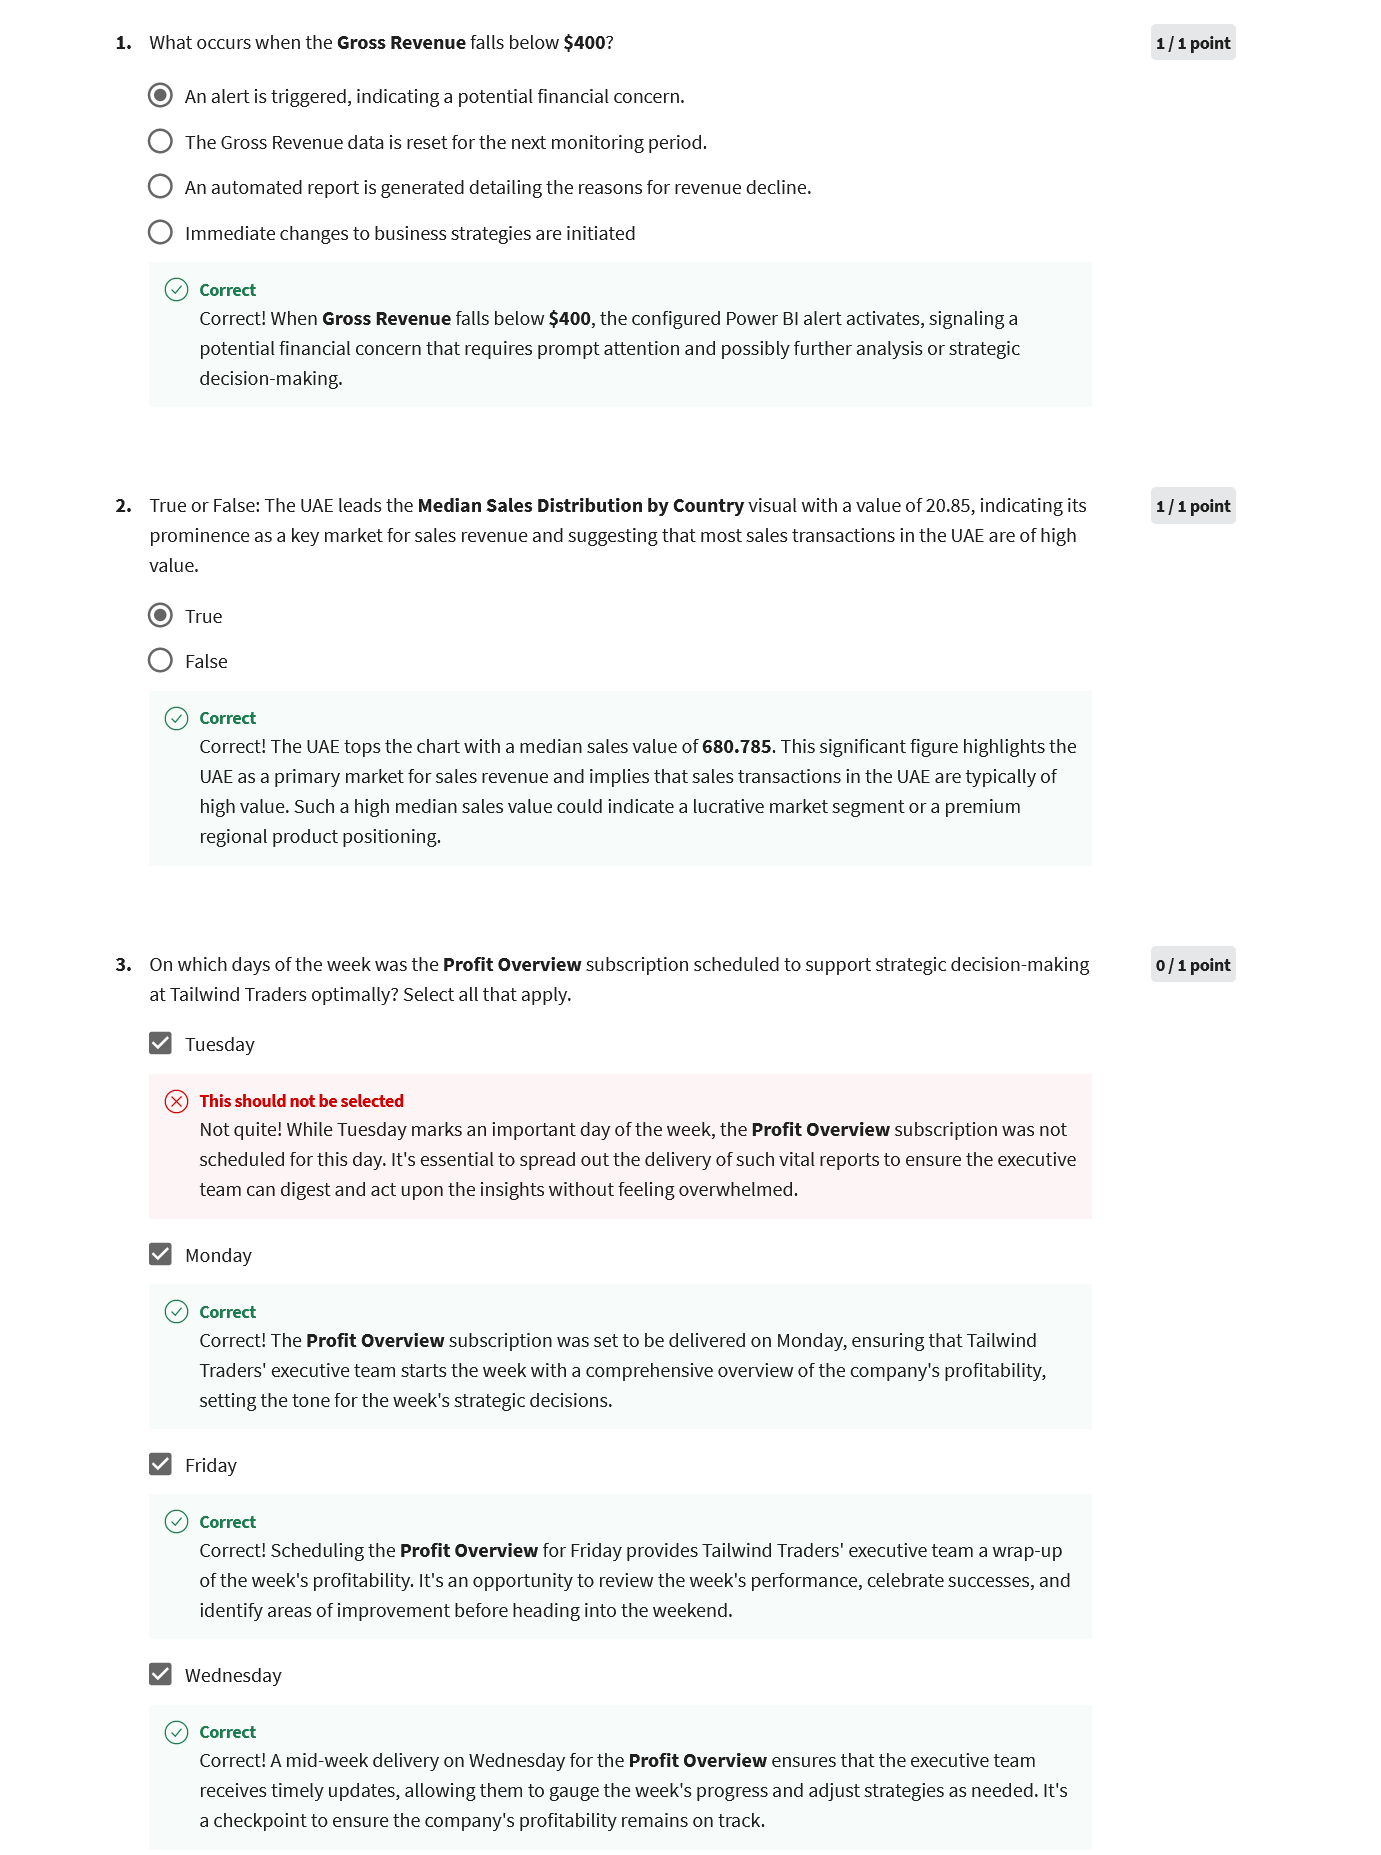 1. What occurs when the Gross Revenue falls below $400?
1 / 1 point
An alert is triggered, indicating a potential financial concern.
The Gross Revenue data is reset for the next monitoring period.
An automated report is generated detailing the reasons for revenue decline.
Immediate changes to business strategies are initiated
Correct
Correct! When Gross Revenue falls below $400, the configured Power BI alert activates, signaling a
potential financial concern that requires prompt attention and possibly further analysis or strategic
decision-making.
2. True or False: The UAE leads the Median Sales Distribution by Country visual with a value of 20.85, indicating its
prominence as a key market for sales revenue and suggesting that most sales transactions in the UAE are of high
value.
1 / 1 point
True
False
Correct
Correct! The UAE tops the chart with a median sales value of 680.785. This significant figure highlights the
UAE as a primary market for sales revenue and implies that sales transactions in the UAE are typically of
high value. Such a high median sales value could indicate a lucrative market segment or a premium
regional product positioning.
3. On which days of the week was the Profit Overview subscription scheduled to support strategic decision-making
at Tailwind Traders optimally? Select all that apply.
0 / 1 point
Tuesday
This should not be selected
Not quite! While Tuesday marks an important day of the week, the Profit Overview subscription was not
scheduled for this day. It's essential to spread out the delivery of such vital reports to ensure the executive
team can digest and act upon the insights without feeling overwhelmed.
Monday
Correct
Correct! The Profit Overview subscription was set to be delivered on Monday, ensuring that Tailwind
Traders' executive team starts the week with a comprehensive overview of the company's profitability,
setting the tone for the week's strategic decisions.
Friday
Correct
Correct! Scheduling the Profit Overview for Friday provides Tailwind Traders' executive team a wrap-up
of the week's profitability. It's an opportunity to review the week's performance, celebrate successes, and
identify areas of improvement before heading into the weekend.
Wednesday
Correct
Correct! A mid-week delivery on Wednesday for the Profit Overview ensures that the executive team
receives timely updates, allowing them to gauge the week's progress and adjust strategies as needed. It's
a checkpoint to ensure the company's profitability remains on track.